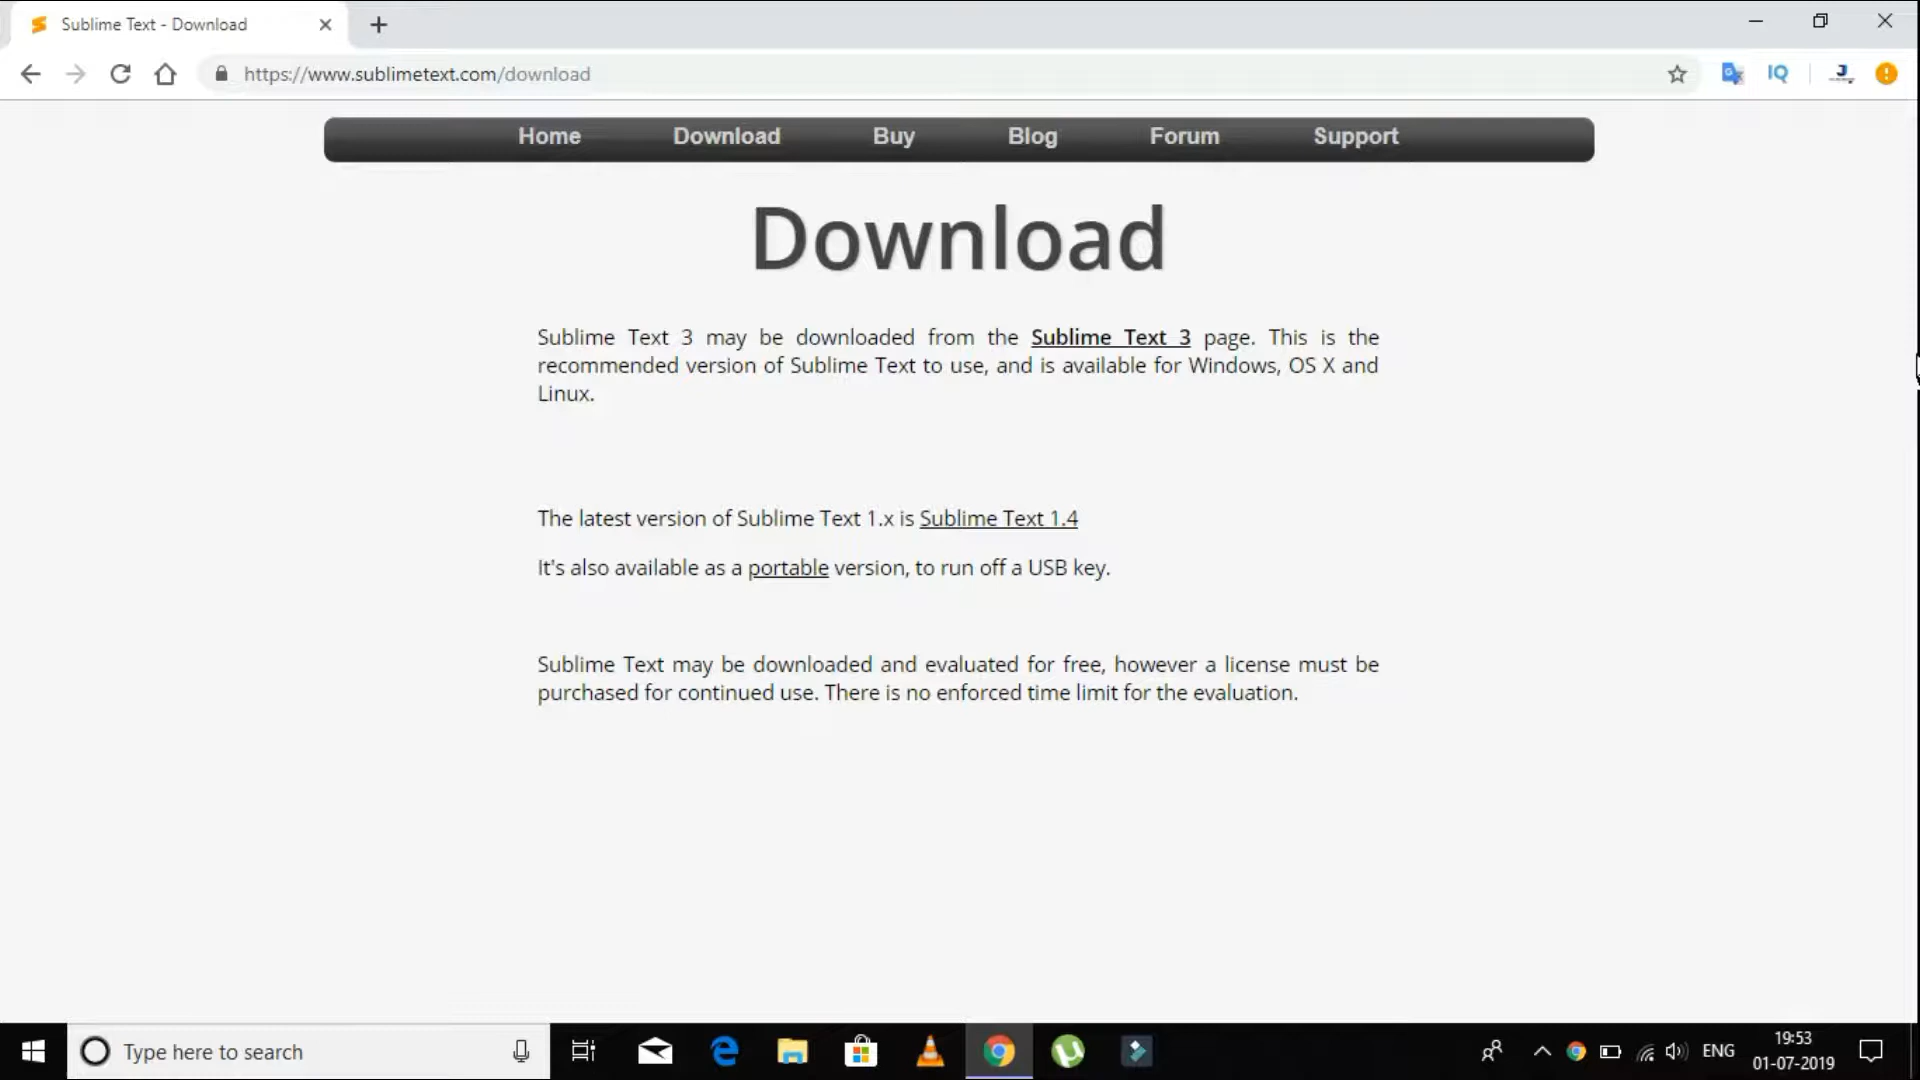 Sublime Text - Download
https://www.sublimetext.com/download
IQ
J
Home Download Buy Blog Forum Support
Download
Sublime Text 3 may be downloaded from the Sublime Text 3 page. This is the
recommended version of Sublime Text to use, and is available for Windows, OS X and
Linux.
The latest version of Sublime Text 1.x is Sublime Text 1.4
It's also available as a portable version, to run off a USB key.
Sublime Text may be downloaded and evaluated for free, however a license must be
purchased for continued use. There is no enforced time limit for the evaluation.
Type here to search
ENG
19:53
01-07-2019